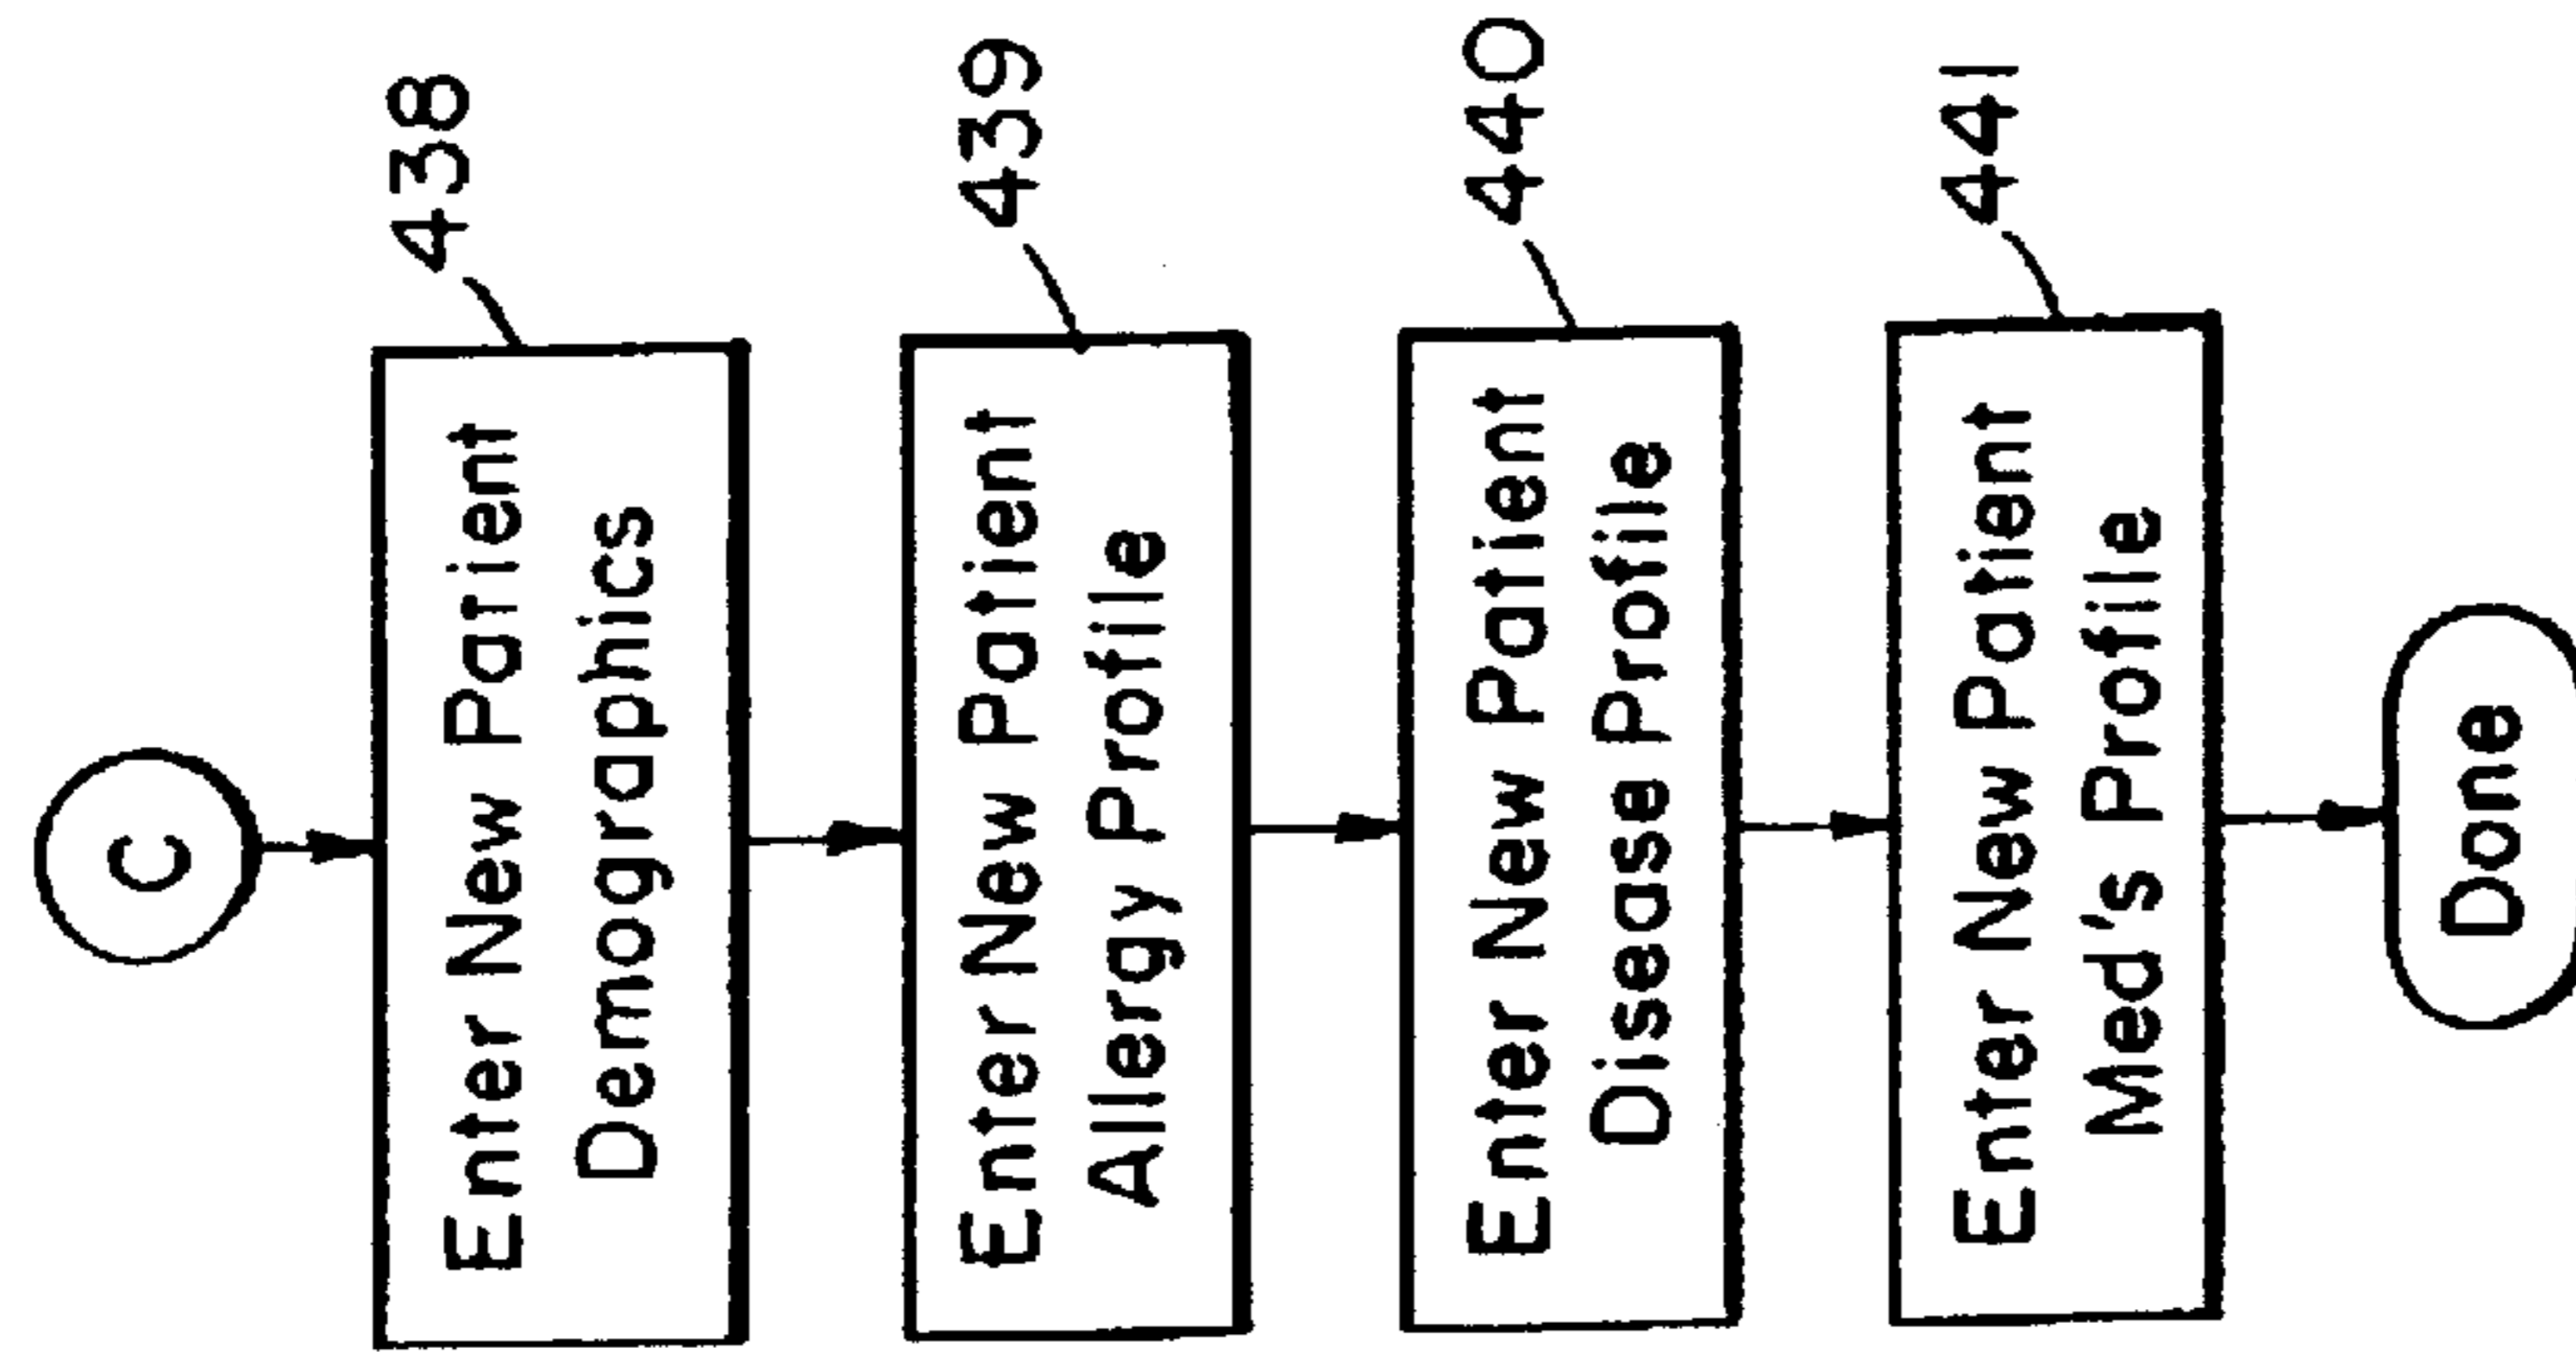 C
438
Enter New Patient
Demographics
439
Enter New Patient
Allergy Profile
440
Enter New Patient
Disease Profile
441
Enter New Patient
Med's Profile
Done